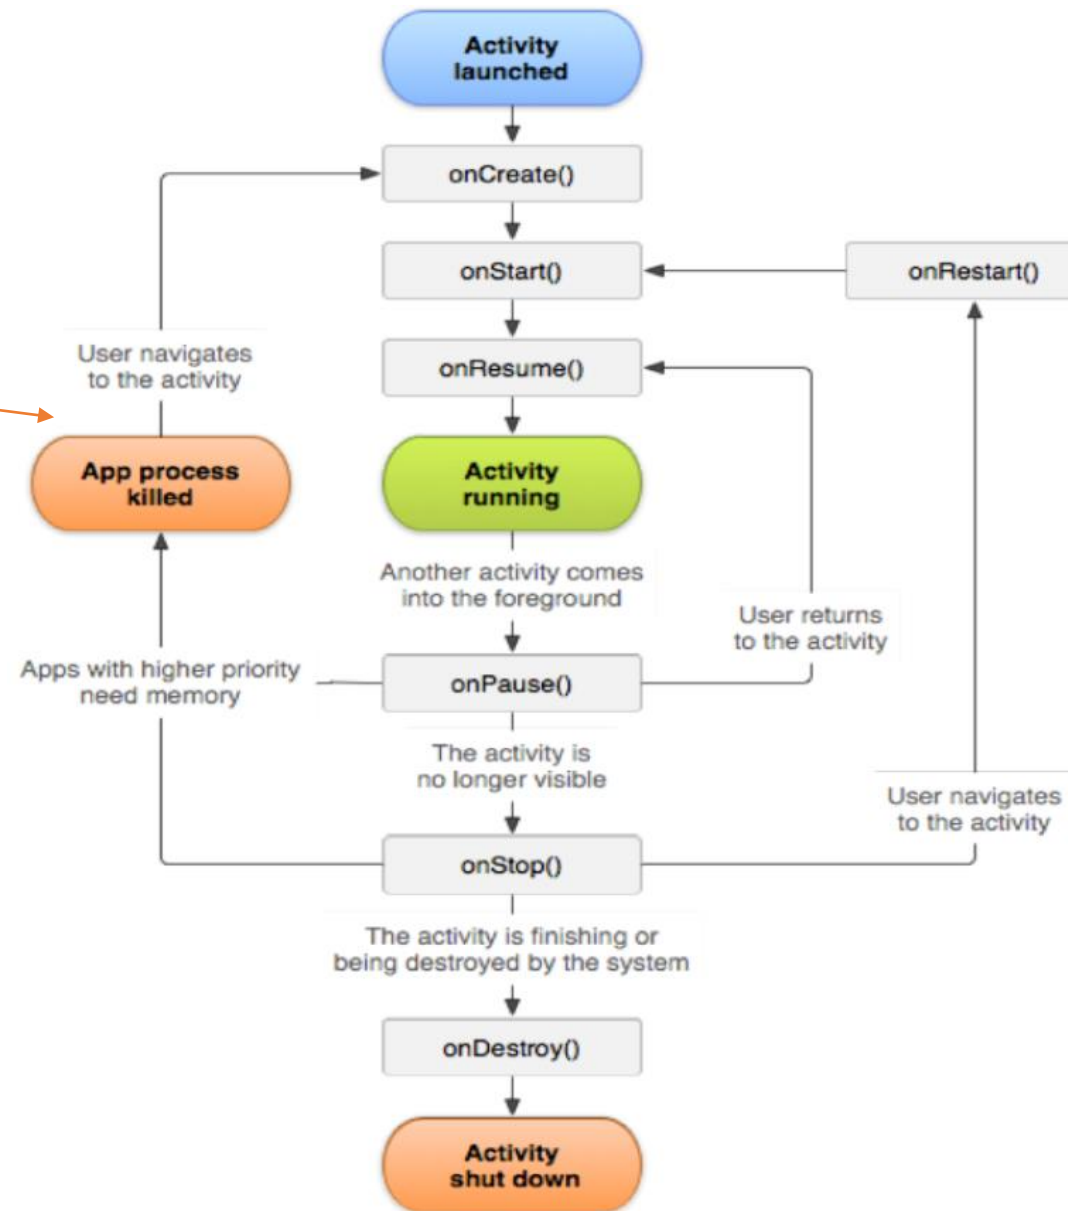 Activity
launched
onCreate()
onStart()
onRestart()
User navigates
to the activity
onResume()
App process
killed
Activity
running
Another activity comes
into the foreground
User returns
to the activity
Apps with higher priority
need memory
onPause()
The activity is
no longer visible
User navigates
to the activity
onStop()
The activity is finishing or
being destroyed by the system
onDestroy()
Activity
shut down